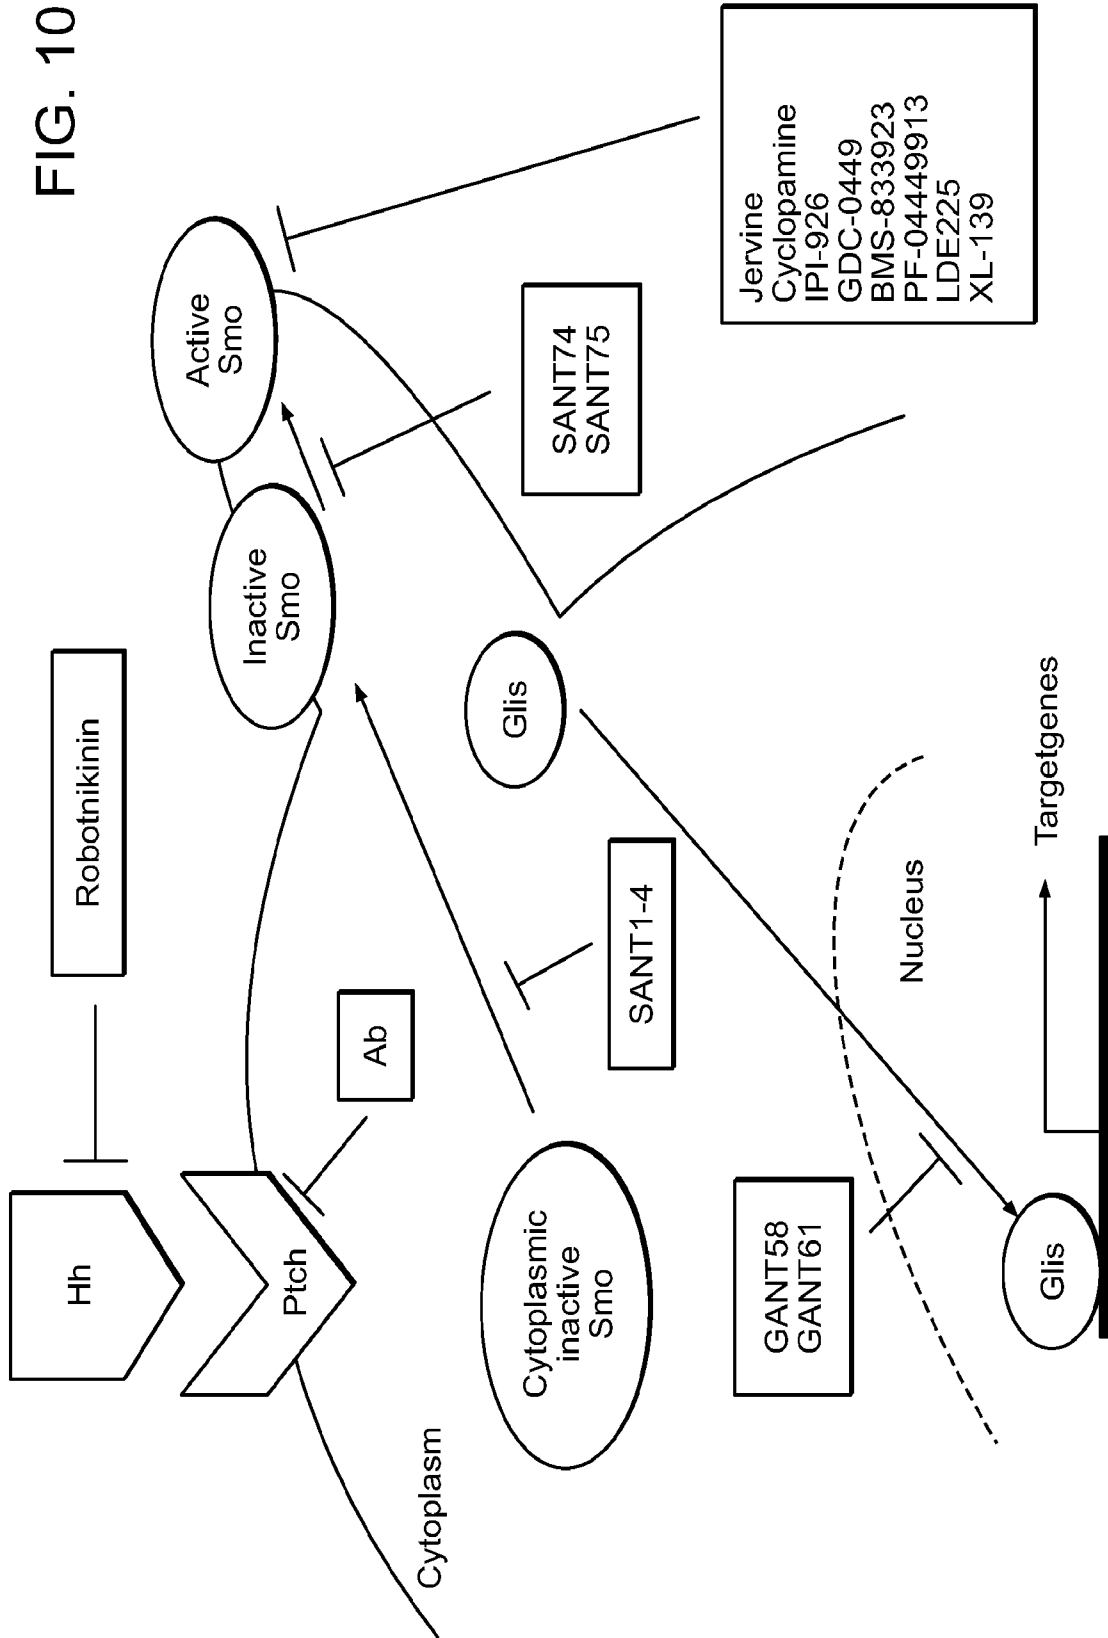 FIG. 10
Robotnikinin
Hh
Ptch
Ab
Inactive
Smo
Active
Smo
Cytoplasm
Cytoplasmic
inactive
Smo
SANT1-4
Glis
SANT74
SANT75
Jervine
Cyclopamine
IPI-926
GDC-0449
BMS-833923
PF-04449913
LDE225
XL-139
GANT58
GANT61
Nucleus
Glis
Targetgenes